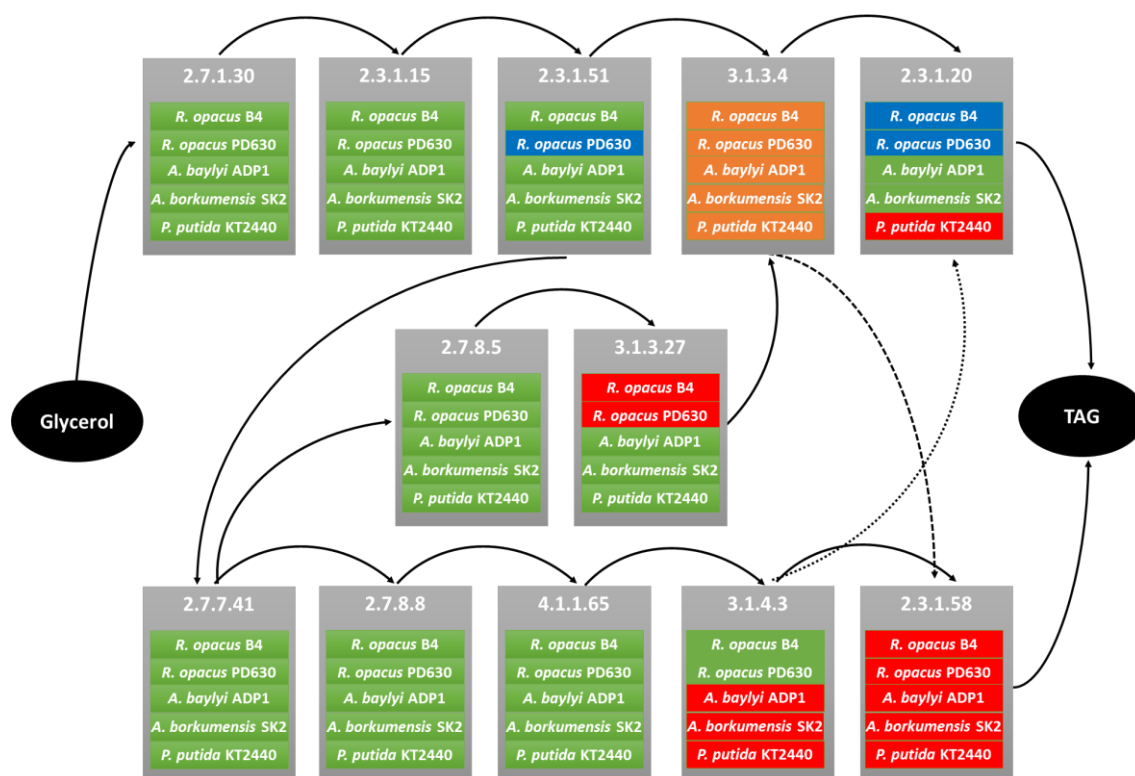 2.7.1.30
R. opacus B4
R. opacus PD630
A. baylyi ADP1
A. borkumensis SK2
P. putida KT2440
2.3.1.15
R. opacus B4
R. opacus PD630
A. baylyi ADP1
A. borkumensis SK2
P. putida KT2440
2.3.1.51
R. opacus B4
R. opacus PD630
A. baylyi ADP1
A. borkumensis SK2
P. putida KT2440
3.1.3.4
R. opacus B4
R. opacus PD630
A. baylyi ADP1
A. borkumensis SK2
P. putida KT2440
2.3.1.20
R. opacus B4
R. opacus PD630
A. baylyi ADP1
A. borkumensis SK2
P. putida KT2440
Glycerol
2.7.8.5
R. opacus B4
R. opacus PD630
A. baylyi ADP1
A. borkumensis SK2
P. putida KT2440
3.1.3.27
R. opacus B4
R. opacus PD630
A. baylyi ADP1
A. borkumensis SK2
P. putida KT2440
TAG
2.7.7.41
R. opacus B4
R. opacus PD630
A. baylyi ADP1
A. borkumensis SK2
P. putida KT2440
2.7.8.8
R. opacus B4
R. opacus PD630
A. baylyi ADP1
A. borkumensis SK2
P. putida KT2440
4.1.1.65
R. opacus B4
R. opacus PD630
A. baylyi ADP1
A. borkumensis SK2
P. putida KT2440
3.1.4.3
R. opacus B4
R. opacus PD630
A. baylyi ADP1
A. borkumensis SK2
P. putida KT2440
2.3.1.58
R. opacus B4
R. opacus PD630
A. baylyi ADP1
A. borkumensis SK2
P. putida KT2440